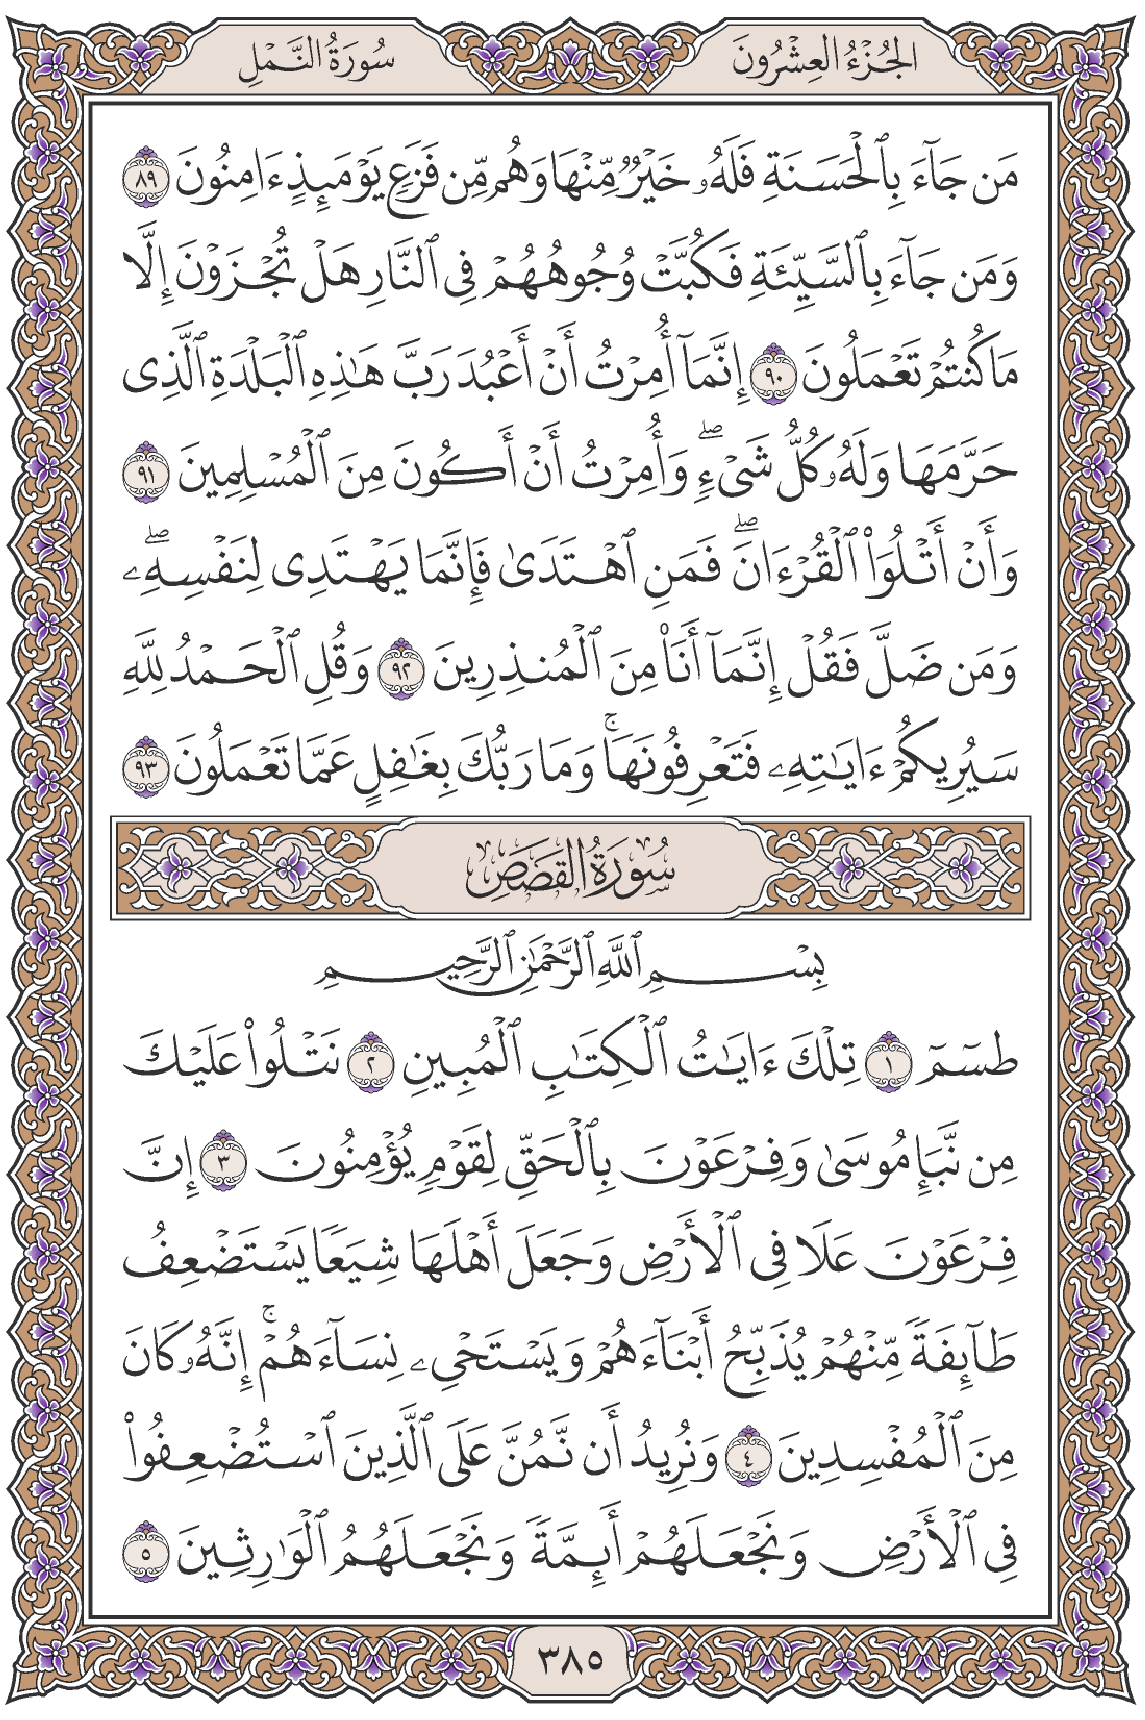 الجُزْءُ العِشْرُونَ
سُورَةُ النَّمْلِ
مَن جَآءَ بِٱلْحَسَنَةِ فَلَهُۥ خَيْرٌ مِّنْهَا وَهُم مِّن فَزَعٍ يَوْمَئِذٍ ءَامِنُونَ ٨٩
وَمَن جَآءَ بِٱلسَّيِّئَةِ فَكُبَّتْ وُجُوهُهُمْ فِى ٱلنَّارِ هَلْ تُجْزَوْنَ إِلَّا
مَا كُنتُمْ تَعْمَلُونَ ٩٠ إِنَّمَآ أُمِرْتُ أَنْ أَعْبُدَ رَبَّ هَٰذِهِ ٱلْبَلْدَةِ ٱلَّذِى
حَرَّمَهَا وَلَهُۥ كُلُّ شَىْءٍۖ وَأُمِرْتُ أَنْ أَكُونَ مِنَ ٱلْمُسْلِمِينَ ٩١
وَأَنْ أَتْلُوَا۟ ٱلْقُرْءَانَۖ فَمَنِ ٱهْتَدَىٰ فَإِنَّمَا يَهْتَدِى لِنَفْسِهِۦۖ
وَمَن ضَلَّ فَقُلْ إِنَّمَآ أَنَا۠ مِنَ ٱلْمُنذِرِينَ ٩٢ وَقُلِ ٱلْحَمْدُ لِلَّهِ
سَيُرِيكُمْ ءَايَٰتِهِۦ فَتَعْرِفُونَهَاۚ وَمَا رَبُّكَ بِغَٰفِلٍ عَمَّا تَعْمَلُونَ ٩٣
سُورَةُ القَصَصِ
بِسْمِ ٱللَّهِ ٱلرَّحْمَٰنِ ٱلرَّحِيمِ
طسٓمٓ ١ تِلْكَ ءَايَٰتُ ٱلْكِتَٰبِ ٱلْمُبِينِ ٢ نَتْلُوا۟ عَلَيْكَ
مِن نَّبَإِ مُوسَىٰ وَفِرْعَوْنَ بِٱلْحَقِّ لِقَوْمٍ يُؤْمِنُونَ ٣ إِنَّ
فِرْعَوْنَ عَلَا فِى ٱلْأَرْضِ وَجَعَلَ أَهْلَهَا شِيَعًا يَسْتَضْعِفُ
طَآئِفَةً مِّنْهُمْ يُذَبِّحُ أَبْنَآءَهُمْ وَيَسْتَحْىِۦ نِسَآءَهُمْۚ إِنَّهُۥ كَانَ
مِنَ ٱلْمُفْسِدِينَ ٤ وَنُرِيدُ أَن نَّمُنَّ عَلَى ٱلَّذِينَ ٱسْتُضْعِفُوا۟
فِى ٱلْأَرْضِ وَنَجْعَلَهُمْ أَئِمَّةً وَنَجْعَلَهُمُ ٱلْوَٰرِثِينَ ٥
٣٨٥